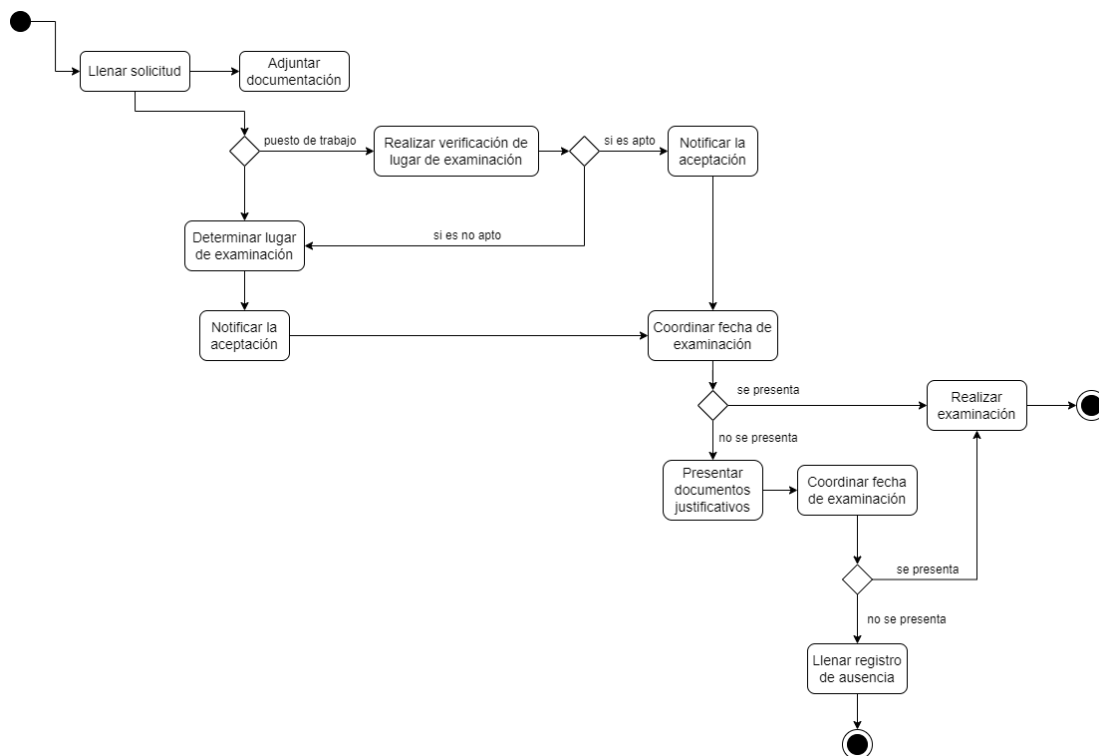 Llenar solicitud
Adjuntar
documentación
puesto de trabajo
Realizar verificación de
lugar de examinación
si es apto
Notificar la
aceptación
Determinar lugar
de examinación
si es no apto
Notificar la
aceptación
Coordinar fecha de
examinación
se presenta
Realizar
examinación
no se presenta
Presentar
documentos
justificativos
Coordinar fecha
de examinación
se presenta
no se presenta
Llenar registro
de ausencia